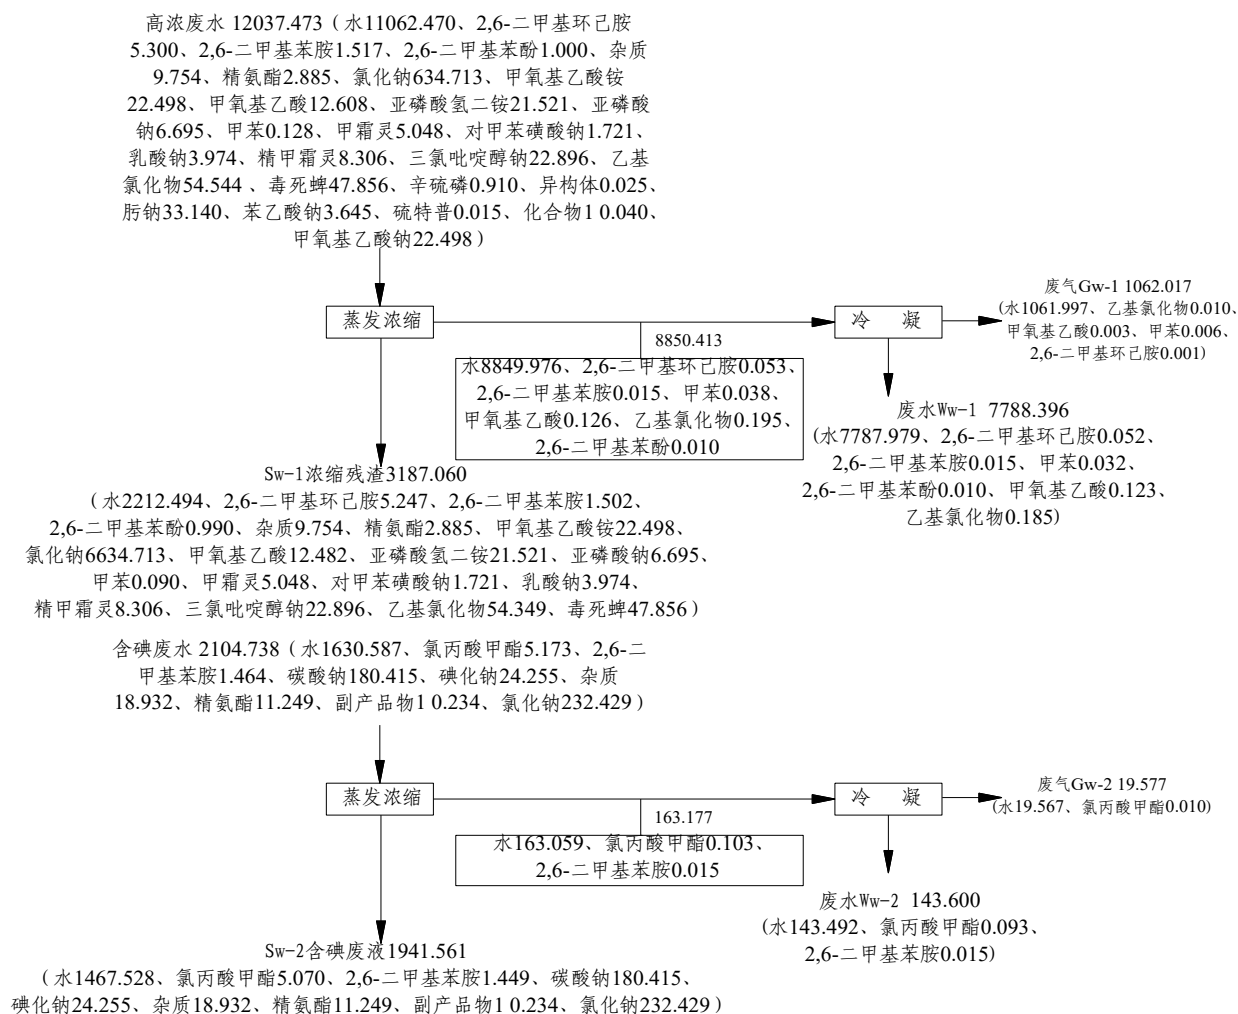 高浓废水 12037.473（水11062.470、2,6-二甲基环己胺
5.300、2,6-二甲基苯胺1.517、2,6-二甲基苯酚1.000、杂质
9.754、精氨酯2.885、氯化钠634.713、甲氧基乙酸铵
22.498、甲氧基乙酸12.608、亚磷酸氢二铵21.521、亚磷酸
钠6.695、甲苯0.128、甲霜灵5.048、对甲苯磺酸钠1.721、
乳酸钠3.974、精甲霜灵8.306、三氯吡啶醇钠22.896、乙基
氯化物54.544 、毒死蜱47.856、辛硫磷0.910、异构体0.025、
肟钠33.140、苯乙酸钠3.645、硫特普0.015、化合物1 0.040、
甲氧基乙酸钠22.498）
蒸发浓缩
8850.413
水8849.976、2,6-二甲基环己胺0.053、
2,6-二甲基苯胺0.015、甲苯0.038、
甲氧基乙酸0.126、乙基氯化物0.195、
2,6-二甲基苯酚0.010
冷 凝
废气Gw-1 1062.017
(水1061.997、乙基氯化物0.010、
甲氧基乙酸0.003、甲苯0.006、
2,6-二甲基环己胺0.001)
废水Ww-1 7788.396
(水7787.979、2,6-二甲基环己胺0.052、
2,6-二甲基苯胺0.015、甲苯0.032、
2,6-二甲基苯酚0.010、甲氧基乙酸0.123、
乙基氯化物0.185)
Sw-1浓缩残渣3187.060
（水2212.494、2,6-二甲基环己胺5.247、2,6-二甲基苯胺1.502、
2,6-二甲基苯酚0.990、杂质9.754、精氨酯2.885、甲氧基乙酸铵22.498、
氯化钠6634.713、甲氧基乙酸12.482、亚磷酸氢二铵21.521、亚磷酸钠6.695、
甲苯0.090、甲霜灵5.048、对甲苯磺酸钠1.721、乳酸钠3.974、
精甲霜灵8.306、三氯吡啶醇钠22.896、乙基氯化物54.349、毒死蜱47.856）
含碘废水 2104.738（水1630.587、氯丙酸甲酯5.173、2,6-二
甲基苯胺1.464、碳酸钠180.415、碘化钠24.255、杂质
18.932、精氨酯11.249、副产品物1 0.234、氯化钠232.429）
蒸发浓缩
163.177
水163.059、氯丙酸甲酯0.103、
2,6-二甲基苯胺0.015
冷 凝
废气Gw-2 19.577
(水19.567、氯丙酸甲酯0.010)
废水Ww-2 143.600
(水143.492、氯丙酸甲酯0.093、
2,6-二甲基苯胺0.015)
Sw-2含碘废液1941.561
（水1467.528、氯丙酸甲酯5.070、2,6-二甲基苯胺1.449、碳酸钠180.415、
碘化钠24.255、杂质18.932、精氨酯11.249、副产品物1 0.234、氯化钠232.429）